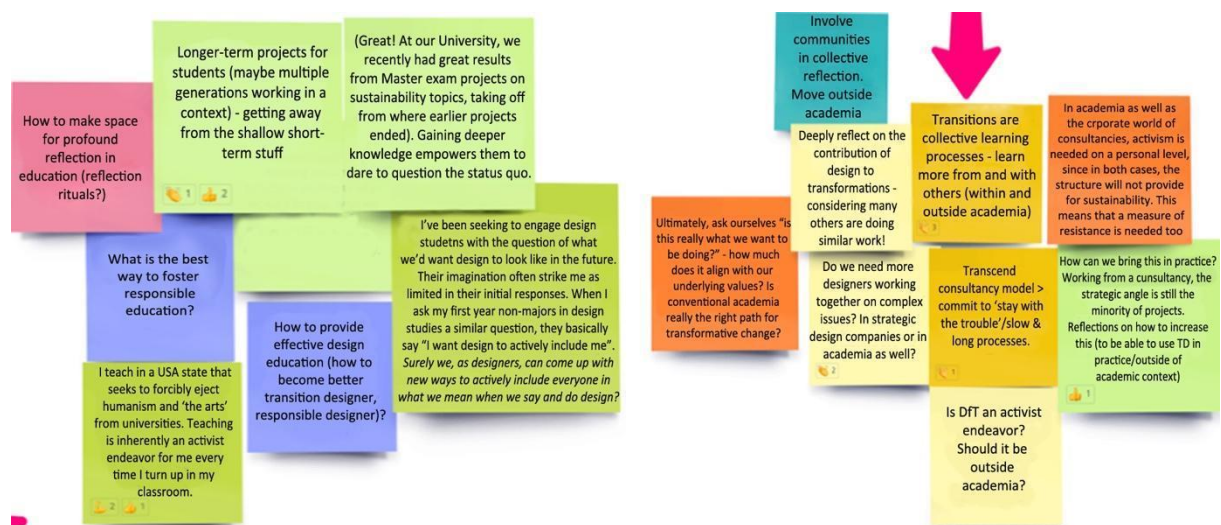 How to make space
for profound
reflection in
education (reflection
rituals?)
Longer-term projects for
students (maybe multiple
generations working in a
context) - getting away
from the shallow short-
term stuff
1 2
(Great! At our University, we
recently had great results
from Master exam projects on
sustainability topics, taking off
from where earlier projects
ended). Gaining deeper
knowledge empowers them to
dare to question the status quo.
What is the best
way to foster
responsible
education?
I've been seeking to engage design
studetns with the question of what
we'd want design to look like in the future.
Their imagination often strike me as
limited in their initial responses. When I
ask my first year non-majors in design
studies a similar question, they basically
say "I want design to actively include me".
Surely we, as designers, can come up with
new ways to actively include everyone in
what we mean when we say and do design?
How to provide
effective design
education (how to
become better
transition designer,
responsible designer)?
I teach in a USA state that
seeks to forcibly eject
humanism and 'the arts'
from universities. Teaching
is inherently an activist
endeavor for me every
time I turn up in my
classroom.
2 1
Involve
communities
in collective
reflection.
Move outside
academia
Deeply reflect on the
contribution of
design to
transformations -
considering many
others are doing
similar work!
Transitions are
collective learning
processes - learn
more from and with
others (within and
outside academia)
3
In academia as well as
the crporate world of
consultancies, activism is
needed on a personal level,
since in both cases, the
structure will not provide
for sustainability. This
means that a measure of
resistance is needed too
Ultimately, ask ourselves "is
this really what we want to
be doing?" - how much
does it align with our
underlying values? Is
conventional academia
really the right path for
transformative change?
Do we need more
designers working
together on complex
issues? In strategic
design companies or in
academia as well?
2
Transcend
consultancy model >
commit to 'stay with
the trouble'/slow &
long processes.
1
How can we bring this in practice?
Working from a cunsultancy, the
strategic angle is still the
minority of projects.
Reflections on how to increase
this (to be able to use TD in
practice/outside of
academic context)
1
Is DfT an activist
endeavor?
Should it be
outside
academia?